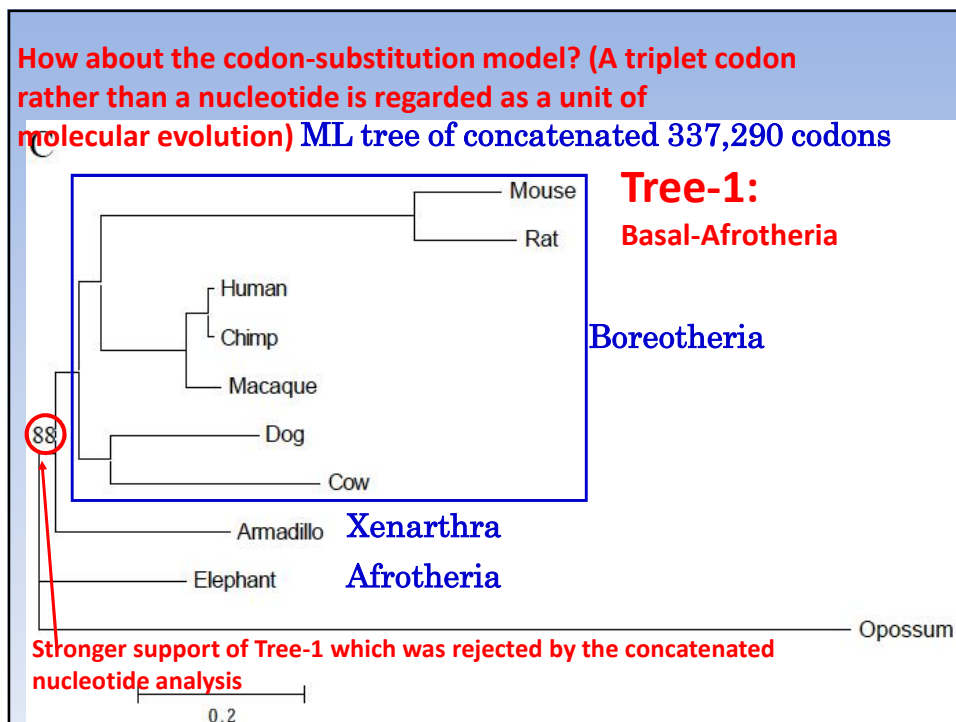 How about the codon-substitution model? (A triplet codon
rather than a nucleotide is regarded as a unit of
molecular evolution) ML tree of concatenated 337,290 codons
C
Tree-1:
Basal-Afrotheria
Mouse
Rat
Human
Chimp
Boreotheria
Macaque
88
Dog
Cow
Armadillo Xenarthra
Elephant Afrotheria
Opossum
Stronger support of Tree-1 which was rejected by the concatenated
nucleotide analysis
0.2